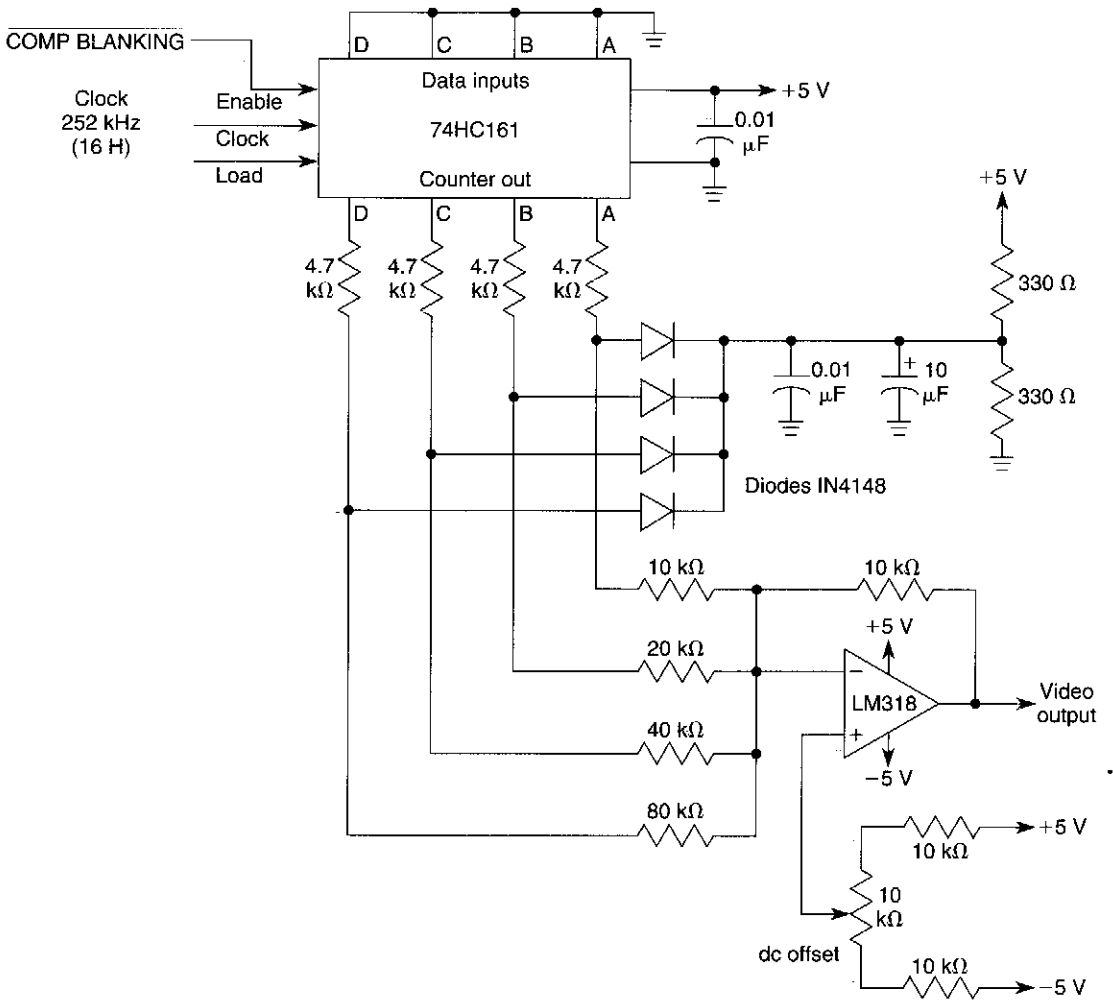 COMP BLANKING
Clock
252 kHz
(16 H)
Enable
Clock
Load
D
C
B
A
Data inputs
74HC161
Counter out
D
C
B
A
+5 V
0.01
µF
4.7
kΩ
4.7
kΩ
4.7
kΩ
4.7
kΩ
+5 V
330 Ω
330 Ω
0.01
µF
+
10
µF
Diodes IN4148
10 kΩ
10 kΩ
20 kΩ
40 kΩ
80 kΩ
+5 V
−
LM318
+
−5 V
Video
output
+5 V
10 kΩ
10
kΩ
dc offset
10 kΩ
−5 V